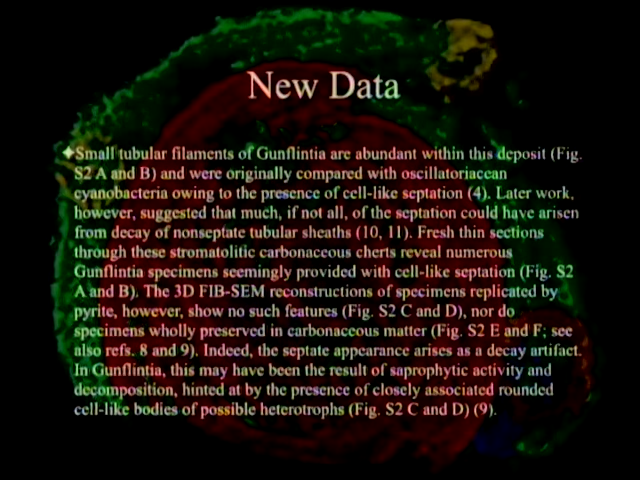 New Data
✦Small tubular filaments of Gunflintia are abundant within this deposit (Fig.
S2 A and B) and were originally compared with oscillatoriacean
cyanobacteria owing to the presence of cell-like septation (4). Later work,
however, suggested that much, if not all, of the septation could have arisen
from decay of nonseptate tubular sheaths (10, 11). Fresh thin sections
through these stromatolitic carbonaceous cherts reveal numerous
Gunflintia specimens seemingly provided with cell-like septation (Fig. S2
A and B). The 3D FIB-SEM reconstructions of specimens replicated by
pyrite, however, show no such features (Fig. S2 C and D), nor do
specimens wholly preserved in carbonaceous matter (Fig. S2 E and F; see
also refs. 8 and 9). Indeed, the septate appearance arises as a decay artifact.
In Gunflintia, this may have been the result of saprophytic activity and
decomposition, hinted at by the presence of closely associated rounded
cell-like bodies of possible heterotrophs (Fig. S2 C and D) (9).